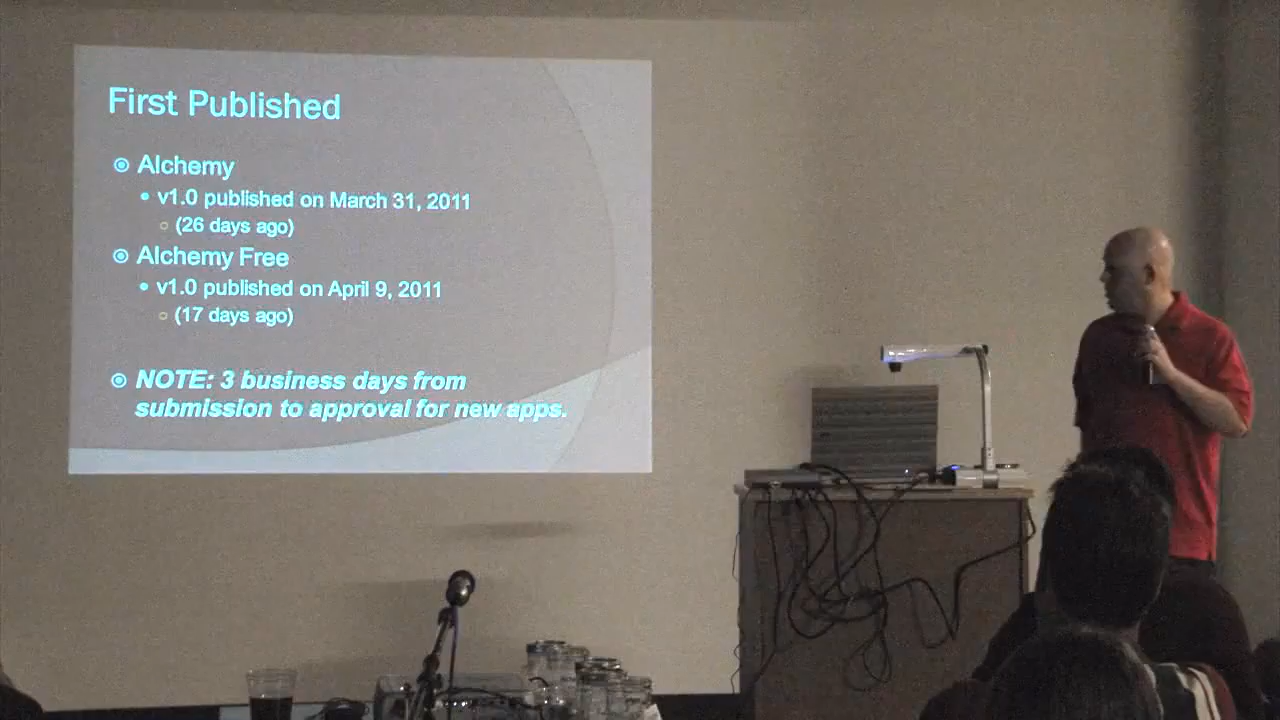 First Published
Alchemy
v1.0 published on March 31, 2011
(26 days ago)
Alchemy Free
v1.0 published on April 9, 2011
(17 days ago)
NOTE: 3 business days from
submission to approval for new apps.